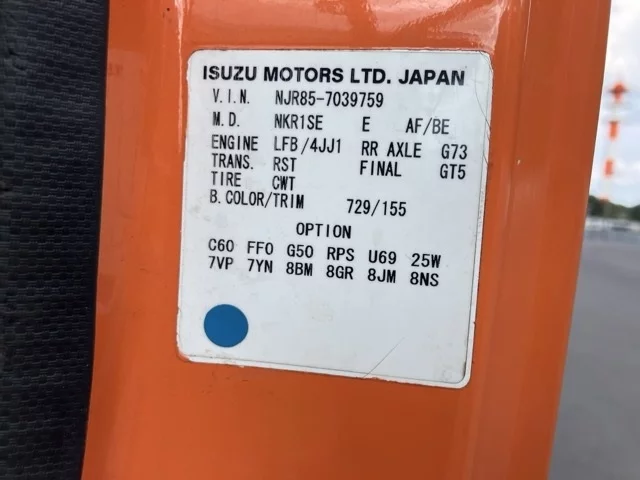 ISUZU MOTORS LTD. JAPAN
V.I.N. NJR85-7039759
M.D. NKR1SE E AF/BE
ENGINE LFB/4JJ1 RR AXLE G73
TRANS. RST FINAL GT5
TIRE CWT
B.COLOR/TRIM 729/155
OPTION
C60 FF0 G50 RPS U69 25W
7VP 7YN 8BM 8GR 8JM 8NS